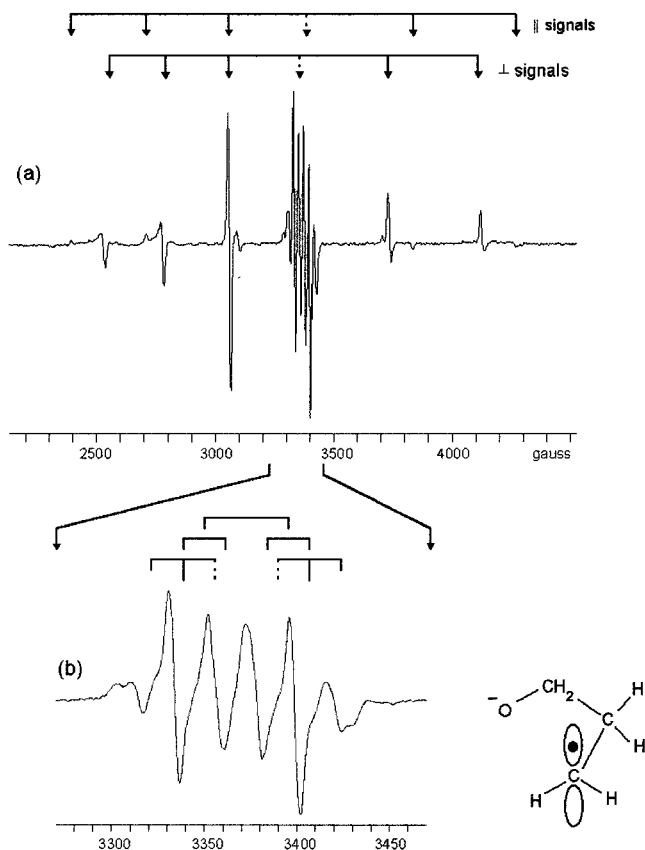 || signals
⊥ signals
(a)
2500 3000 3500 4000 gauss
(b)
3300 3350 3400 3450
− O CH2 C H H
C H H